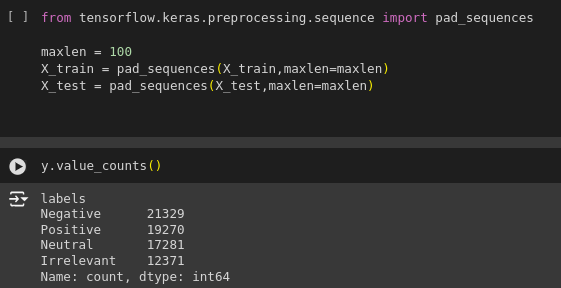 [ ] from tensorflow.keras.preprocessing.sequence import pad_sequences
maxlen = 100
X_train = pad_sequences(X_train,maxlen=maxlen)
X_test = pad_sequences(X_test,maxlen=maxlen)
y.value_counts()
labels
Negative      21329
Positive      19270
Neutral       17281
Irrelevant    12371
Name: count, dtype: int64